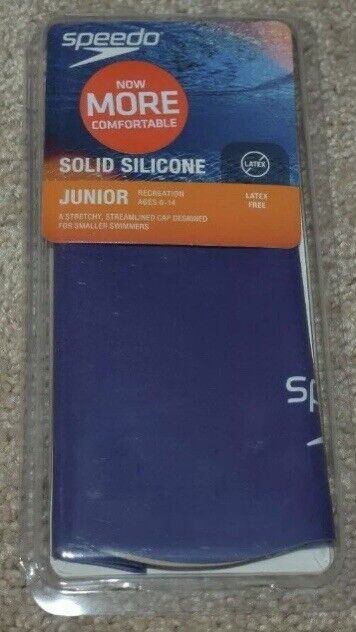 speedo
NOW
MORE
COMFORTABLE
SOLID SILICONE
LATEX
JUNIOR
RECREATION
AGES 6-14
LATEX
FREE
A STRETCHY, STREAMLINED CAP DESIGNED
FOR SMALLER SWIMMERS
sp